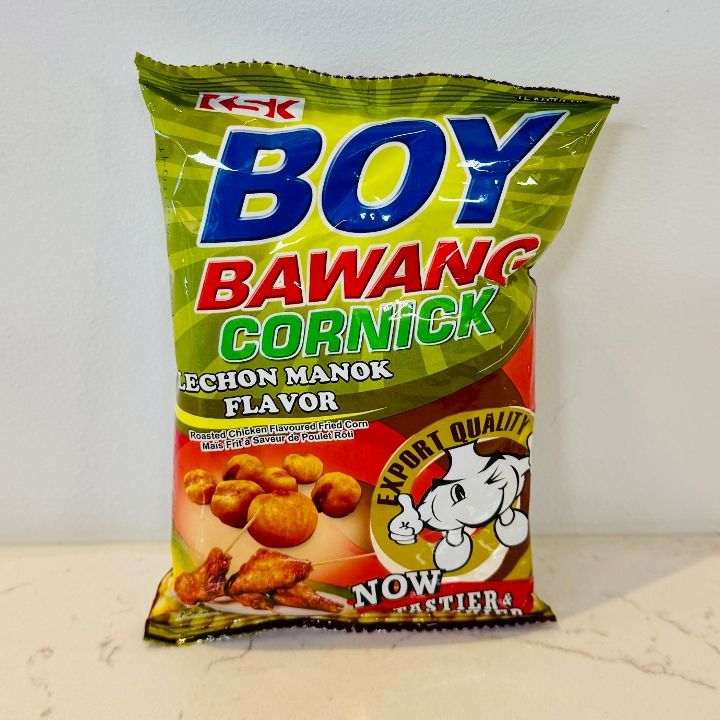 KSK
BOY
BAWANG
CORNICK
LECHON MANOK
FLAVOR
Roasted Chicken Flavoured Fried Corn
Maïs Frit à Saveur de Poulet Rôti
EXPORT QUALITY
NOW
TASTIER &